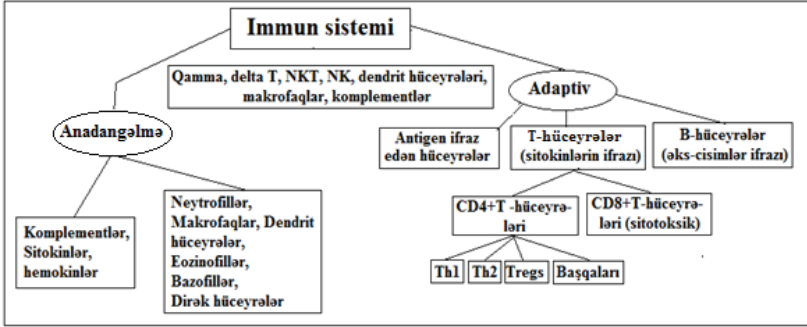 Immun sistemi
Qamma, delta T, NKT, NK, dendrit hüceyrələri,
makrofaqlar, komplementlər
Anadangəlmə
Adaptiv
Antigen ifraz
edən hüceyrələr
T-hüceyrələr
(sitokinlərin ifrazı)
B-hüceyrələr
(əks-cisimlər ifrazı)
Komplementlər,
Sitokinlər,
hemokinlər
Neytrofillər,
Makrofaqlar, Dendrit
hüceyrələr,
Eozinofillər,
Bazofillər,
Dirək hüceyrələr
CD4+T -hüceyrə-
ləri
CD8+T-hüceyrə-
ləri (sitotoksik)
Th1
Th2
Tregs
Başqaları